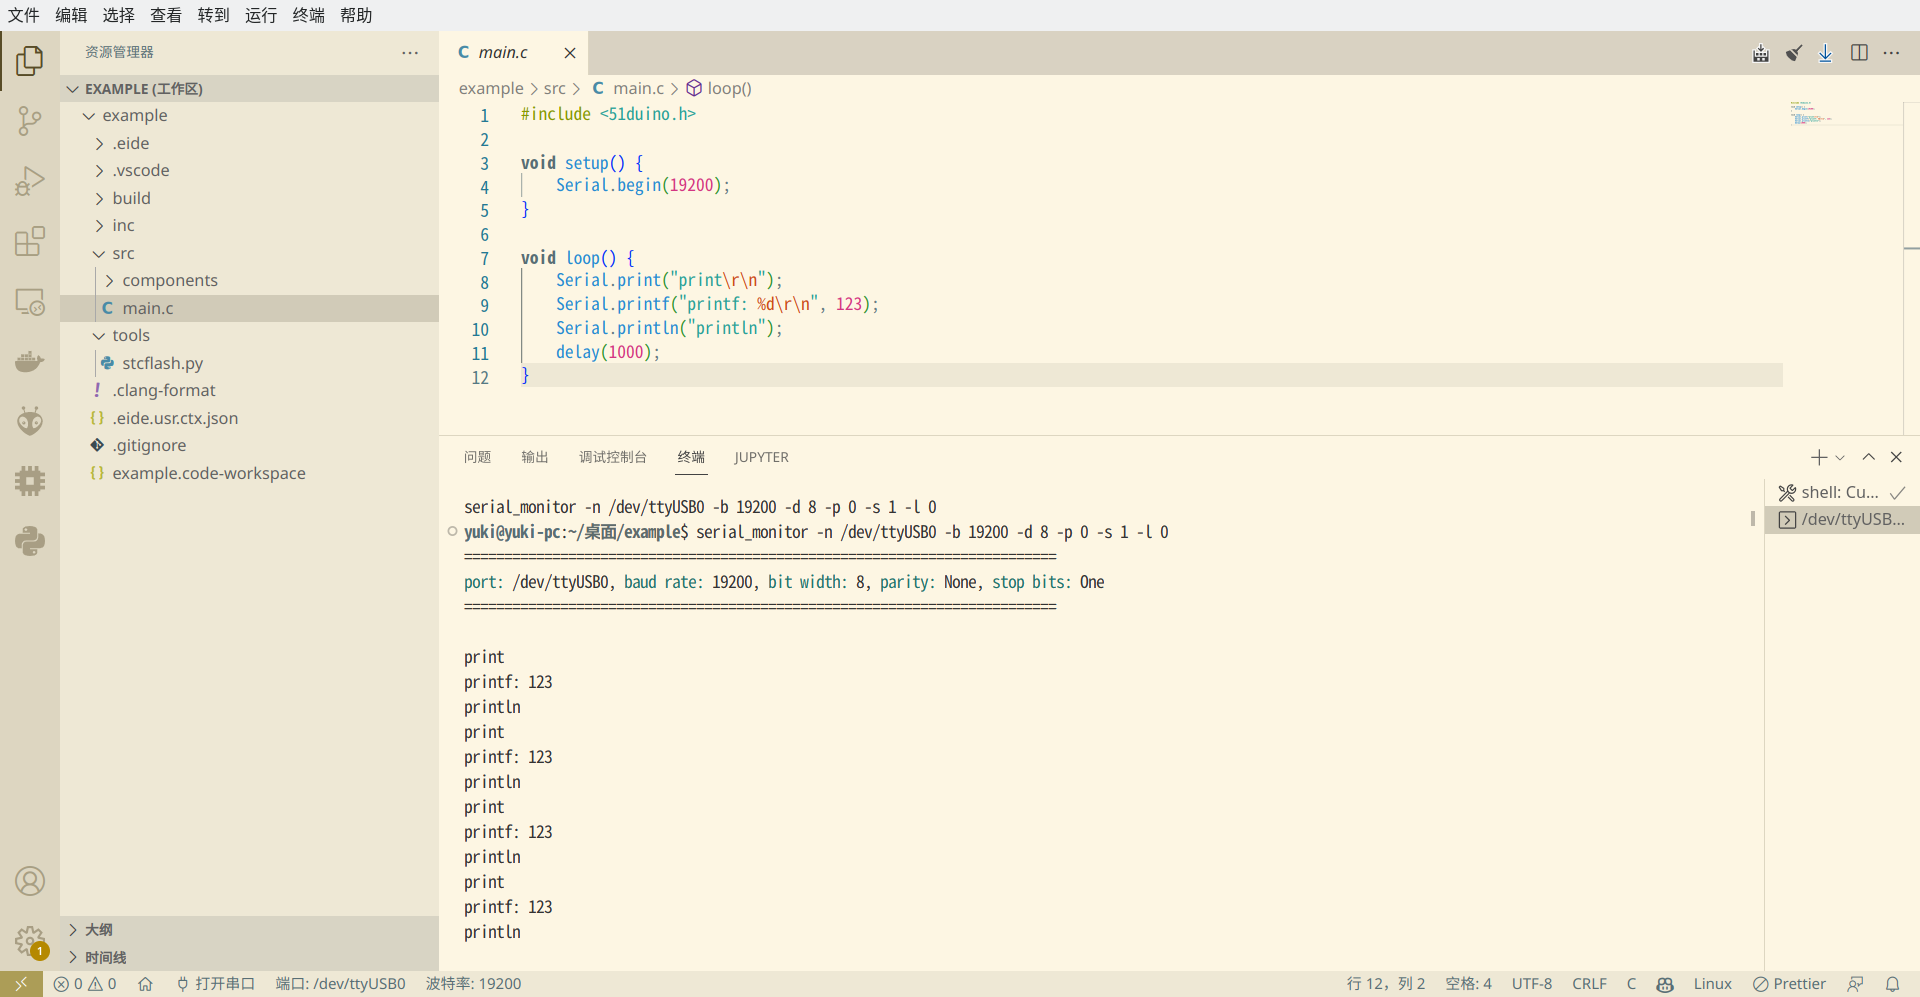 文件 编辑 选择 查看 转到 运行 终端 帮助
资源管理器 ···
EXAMPLE (工作区)
example
.eide
.vscode
build
inc
src
components
C main.c
tools
stcflash.py
! .clang-format
{} .eide.usr.ctx.json
.gitignore
{} example.code-workspace
大纲
时间线
1
C main.c
example > src > C main.c > loop()
1 #include <51duino.h>
2
3 void setup() {
4 Serial.begin(19200);
5 }
6
7 void loop() {
8 Serial.print("print\r\n");
9 Serial.printf("printf: %d\r\n", 123);
10 Serial.println("println");
11 delay(1000);
12 }
问题 输出 调试控制台 终端 JUPYTER
serial_monitor -n /dev/ttyUSB0 -b 19200 -d 8 -p 0 -s 1 -l 0
yuki@yuki-pc:~/桌面/example$ serial_monitor -n /dev/ttyUSB0 -b 19200 -d 8 -p 0 -s 1 -l 0
==========================================================================
port: /dev/ttyUSB0, baud rate: 19200, bit width: 8, parity: None, stop bits: One
==========================================================================
print
printf: 123
println
print
printf: 123
println
print
printf: 123
println
print
printf: 123
println
shell: Cu...
/dev/ttyUSB...
0 0 打开串口 端口: /dev/ttyUSB0 波特率: 19200 行 12，列 2 空格: 4 UTF-8 CRLF C Linux Prettier